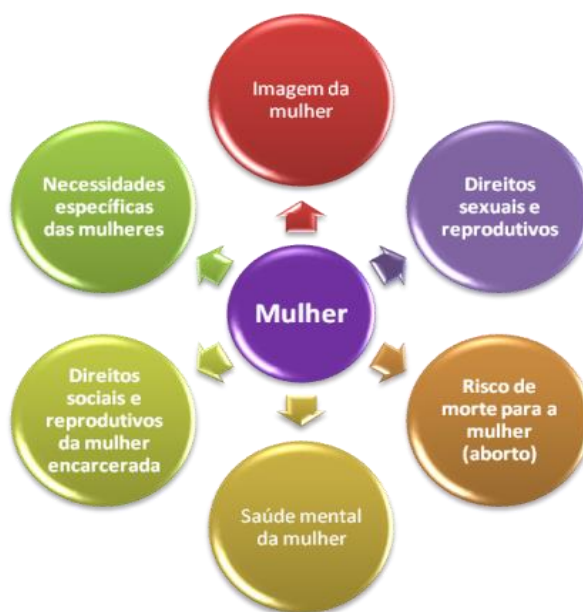 Imagem da
mulher
Direitos
sexuais e
reprodutivos
Risco de
morte para a
mulher
(aborto)
Saúde mental
da mulher
Direitos
sociais e
reprodutivos
da mulher
encarcerada
Necessidades
específicas
das mulheres
Mulher